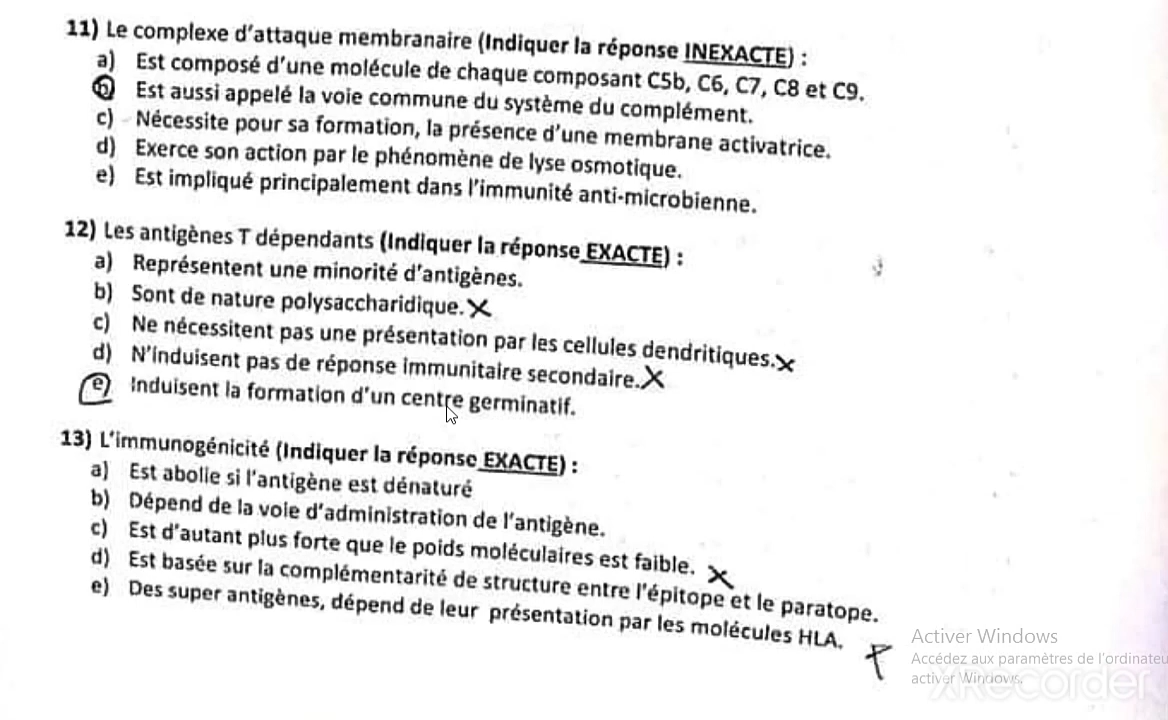 11) Le complexe d'attaque membranaire (Indiquer la réponse INEXACTE) :
a) Est composé d'une molécule de chaque composant C5b, C6, C7, C8 et C9.
b) Est aussi appelé la voie commune du système du complément.
c) Nécessite pour sa formation, la présence d'une membrane activatrice.
d) Exerce son action par le phénomène de lyse osmotique.
e) Est impliqué principalement dans l'immunité anti-microbienne.
12) Les antigènes T dépendants (Indiquer la réponse EXACTE) :
a) Représentent une minorité d'antigènes.
b) Sont de nature polysaccharidique. X
c) Ne nécessitent pas une présentation par les cellules dendritiques. X
d) N'induisent pas de réponse immunitaire secondaire. X
e) Induisent la formation d'un centre germinatif.
13) L'immunogénicité (Indiquer la réponse EXACTE) :
a) Est abolie si l'antigène est dénaturé
b) Dépend de la voie d'administration de l'antigène.
c) Est d'autant plus forte que le poids moléculaires est faible. X
d) Est basée sur la complémentarité de structure entre l'épitope et le paratope.
e) Des super antigènes, dépend de leur présentation par les molécules HLA.
Activer Windows
Accédez aux paramètres de l'ordinateu
activer Windows.
XRecorder